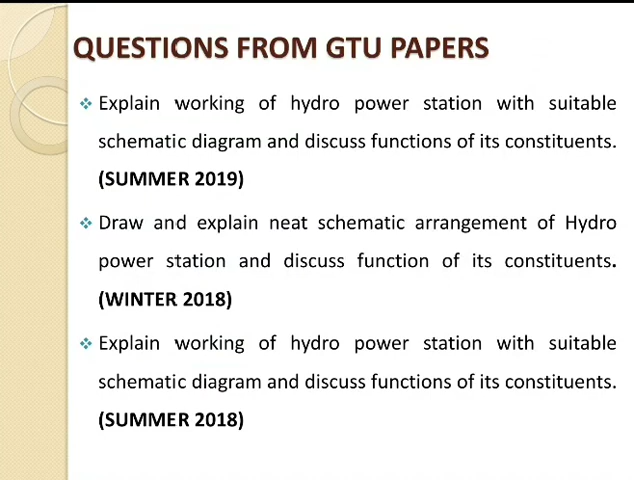 QUESTIONS FROM GTU PAPERS
Explain working of hydro power station with suitable
schematic diagram and discuss functions of its constituents.
(SUMMER 2019)
Draw and explain neat schematic arrangement of Hydro
power station and discuss function of its constituents.
(WINTER 2018)
Explain working of hydro power station with suitable
schematic diagram and discuss functions of its constituents.
(SUMMER 2018)